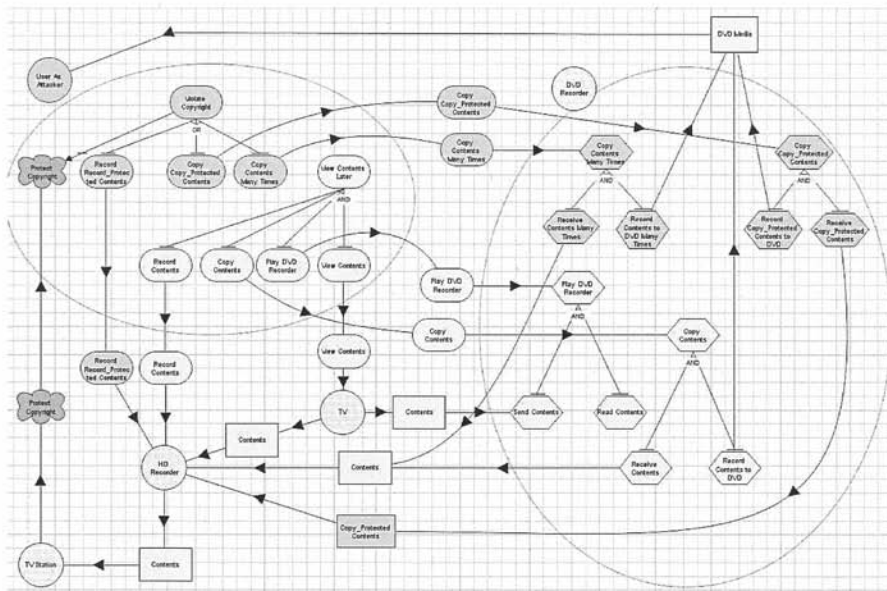 DVD Media
User As
Attacker
DVD
Recorder
Violate
Copyright
OR
Copy
Copy_Protected
Contents
Protect
Copyright
Record
Record_Protec
ted Contents
Copy
Copy_Protected
Contents
Copy
Contents
Many Times
View Contents
Later
AND
Copy
Contents
Many Times
Copy
Contents
Many Times
AND
Copy
Copy_Protected
Contents
AND
Receive
Contents Many
Times
Record
Contents to
DVD Many
Times
Record
Copy_Protected
Contents to
DVD
Receive
Copy_Protected
Contents
Record
Contents
Copy
Contents
Play DVD
Recorder
View Contents
Play DVD
Recorder
Play DVD
Recorder
AND
Copy
Contents
Copy
Contents
AND
Record
Record_Protec
ted Contents
Record
Contents
View Contents
Protect
Copyright
TV
Contents
Send Contents
Read Contents
Contents
HD
Recorder
Contents
Receive
Contents
Record
Contents to
DVD
Copy_Protected
Contents
TV Station
Contents